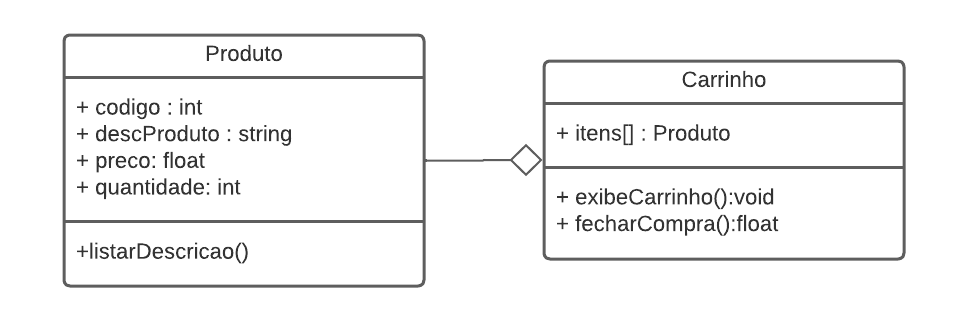 Produto
+ codigo : int
+ descProduto : string
+ preco: float
+ quantidade: int
+listarDescricao()
Carrinho
+ itens[] : Produto
+ exibeCarrinho():void
+ fecharCompra():float